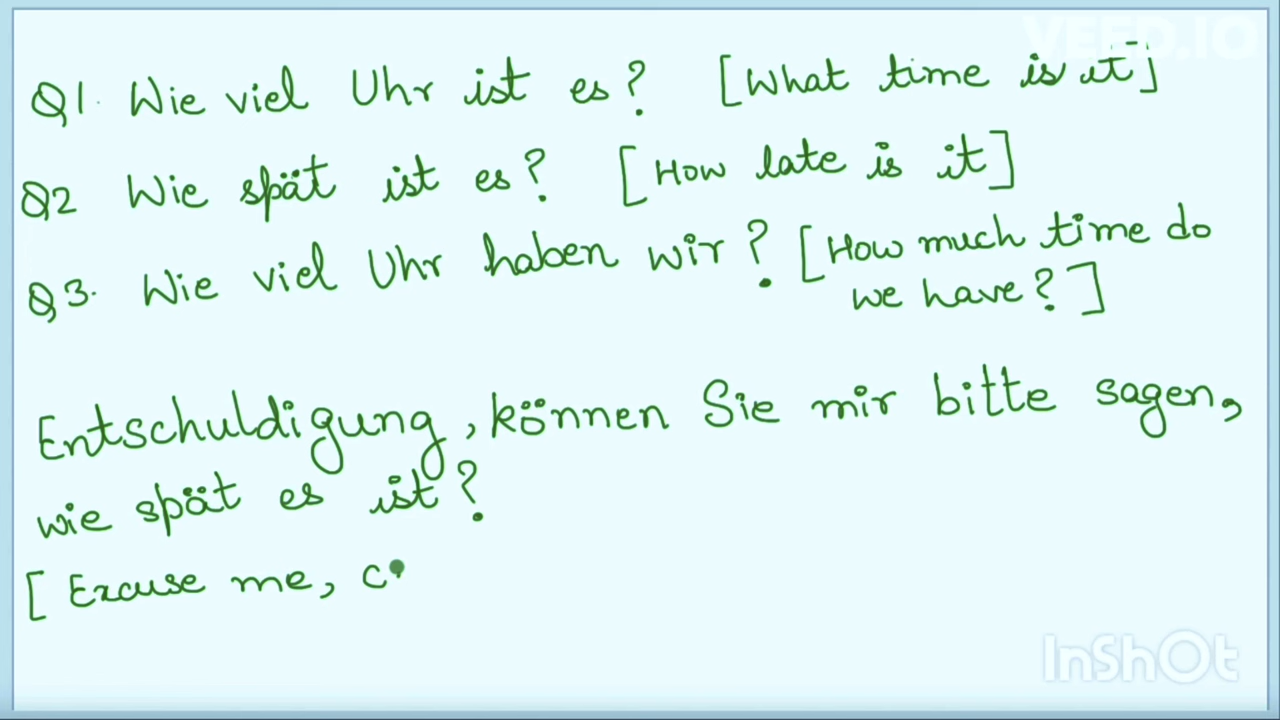 VEED.IO
Q1. Wie viel Uhr ist es? [What time is it]
Q2 Wie spät ist es? [How late is it]
Q3. Wie viel Uhr haben wir? [How much time do
we have?]
Entschuldigung, können Sie mir bitte sagen,
wie spät es ist?
[Excuse me, c
InShOt